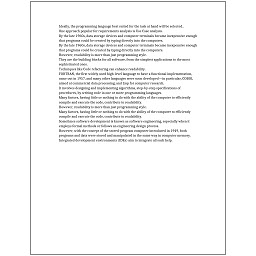 Ideally, the programming language best suited for the task at hand will be selected.
One approach popular for requirements analysis is Use Case analysis.
By the late 1960s, data storage devices and computer terminals became inexpensive enough
that programs could be created by typing directly into the computers.
By the late 1960s, data storage devices and computer terminals became inexpensive enough
that programs could be created by typing directly into the computers.
However, readability is more than just programming style.
They are the building blocks for all software, from the simplest applications to the most
sophisticated ones.
Techniques like Code refactoring can enhance readability.
FORTRAN, the first widely used high-level language to have a functional implementation,
came out in 1957, and many other languages were soon developed—in particular, COBOL
aimed at commercial data processing, and Lisp for computer research.
It involves designing and implementing algorithms, step-by-step specifications of
procedures, by writing code in one or more programming languages.
Many factors, having little or nothing to do with the ability of the computer to efficiently
compile and execute the code, contribute to readability.
However, readability is more than just programming style.
Many factors, having little or nothing to do with the ability of the computer to efficiently
compile and execute the code, contribute to readability.
Sometimes software development is known as software engineering, especially when it
employs formal methods or follows an engineering design process.
However, with the concept of the stored-program computer introduced in 1949, both
programs and data were stored and manipulated in the same way in computer memory.
Integrated development environments (IDEs) aim to integrate all such help.